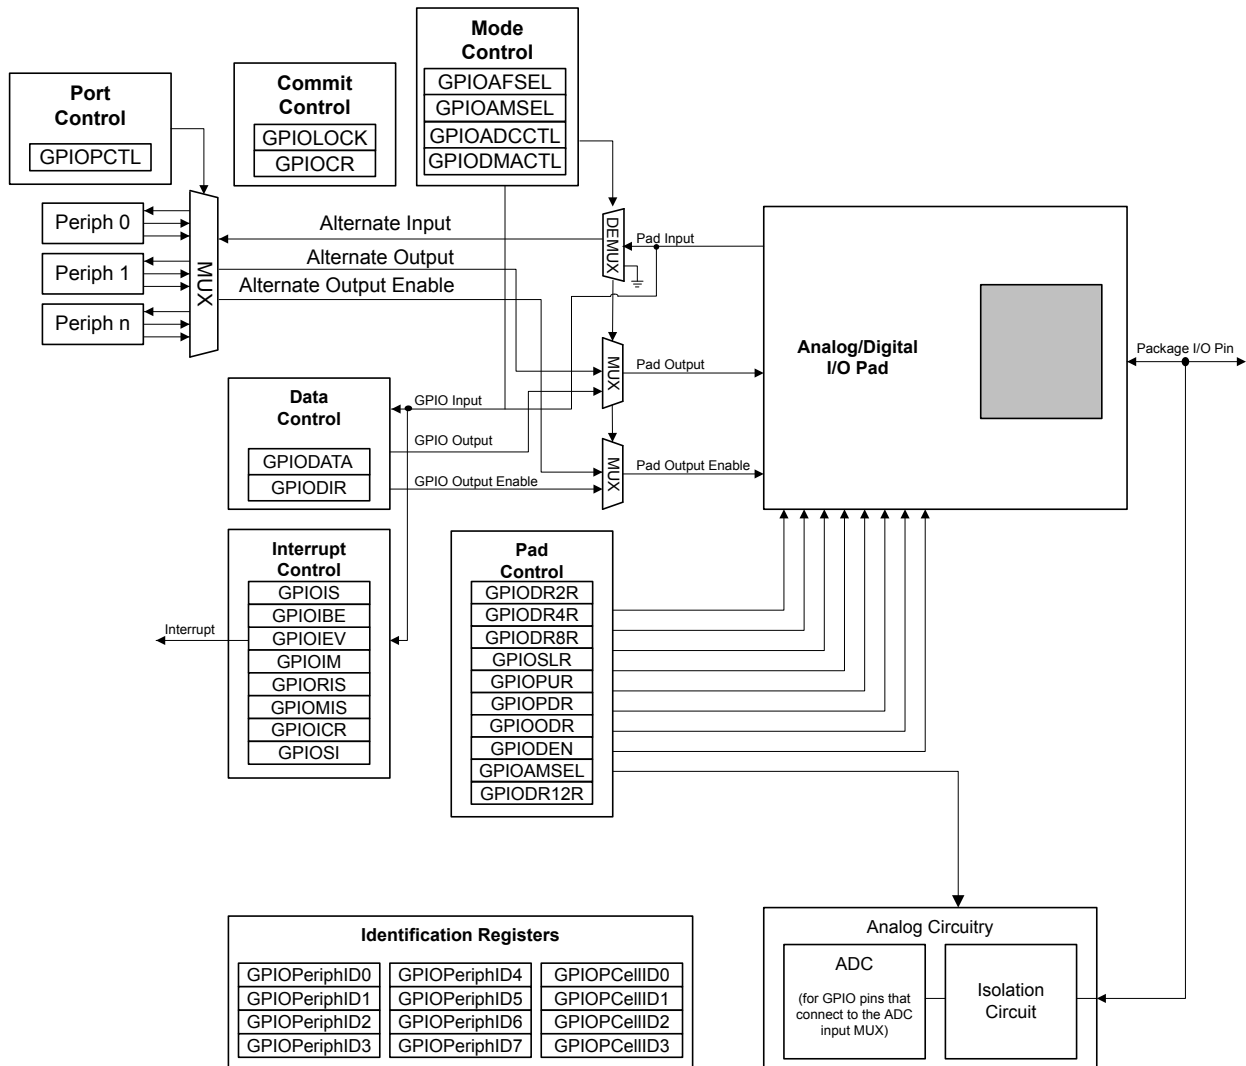 Mode
Control
GPIOAFSEL
GPIOAMSEL
GPIOADCCTL
GPIODMACTL
Commit
Control
GPIOLOCK
GPIOCR
Port
Control
GPIOPCTL
Periph 0
Periph 1
Periph n
MUX
Alternate Input
Alternate Output
Alternate Output Enable
DEMUX
Pad Input
MUX
Pad Output
MUX
Pad Output Enable
Analog/Digital
I/O Pad
Package I/O Pin
Data
Control
GPIODATA
GPIODIR
GPIO Input
GPIO Output
GPIO Output Enable
Interrupt
Control
GPIOIS
GPIOIBE
GPIOIEV
GPIOIM
GPIORIS
GPIOMIS
GPIOICR
GPIOSI
Interrupt
Pad
Control
GPIODR2R
GPIODR4R
GPIODR8R
GPIOSLR
GPIOPUR
GPIOPDR
GPIOODR
GPIODEN
GPIOAMSEL
GPIODR12R
Identification Registers
GPIOPeriphID0
GPIOPeriphID1
GPIOPeriphID2
GPIOPeriphID3
GPIOPeriphID4
GPIOPeriphID5
GPIOPeriphID6
GPIOPeriphID7
GPIOPCellID0
GPIOPCellID1
GPIOPCellID2
GPIOPCellID3
Analog Circuitry
ADC
(for GPIO pins that
connect to the ADC
input MUX)
Isolation
Circuit